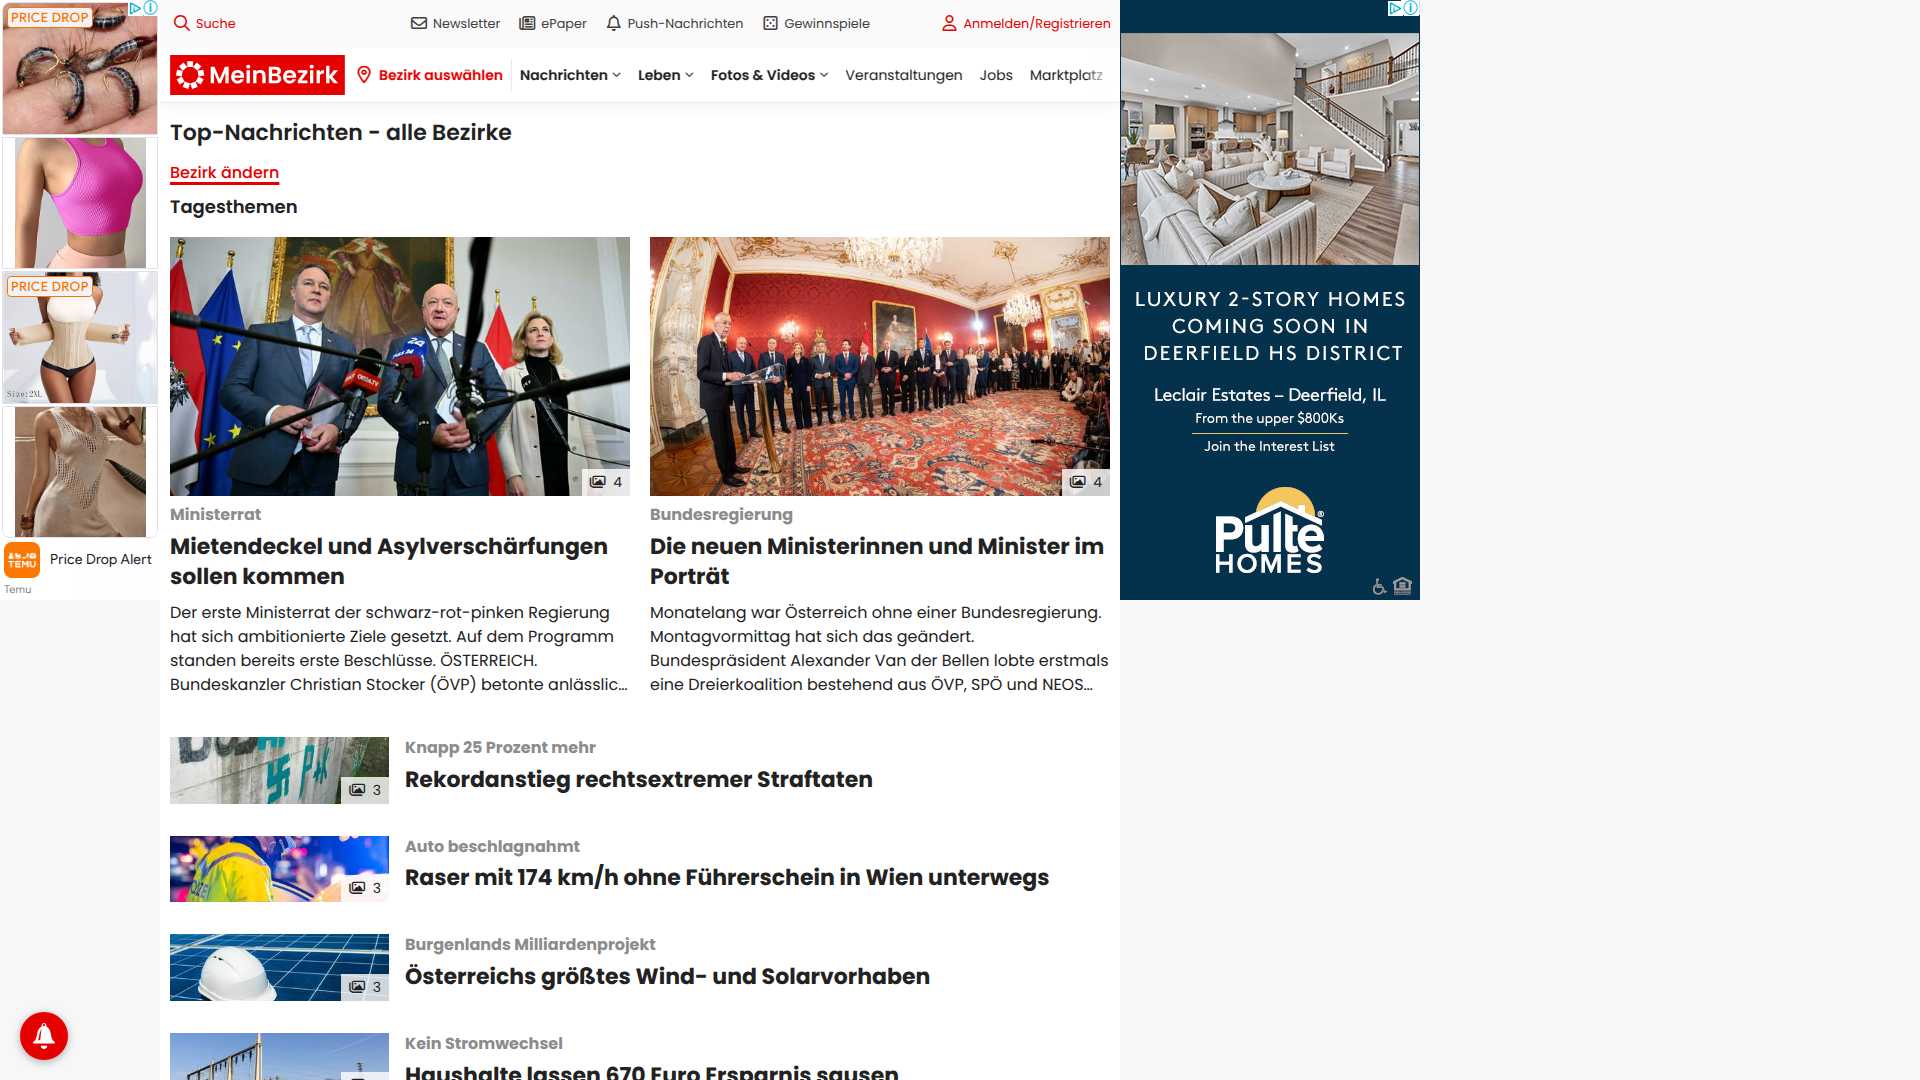 PRICE DROP
Suche
Newsletter
ePaper
Push-Nachrichten
Gewinnspiele
Anmelden/Registrieren
MeinBezirk
Bezirk auswählen
Nachrichten
Leben
Fotos & Videos
Veranstaltungen
Jobs
Marktplatz
Top-Nachrichten - alle Bezirke
Bezirk ändern
Tagesthemen
4
Ministerrat
Mietendeckel und Asylverschärfungen
sollen kommen
Der erste Ministerrat der schwarz-rot-pinken Regierung
hat sich ambitionierte Ziele gesetzt. Auf dem Programm
standen bereits erste Beschlüsse. ÖSTERREICH.
Bundeskanzler Christian Stocker (ÖVP) betonte anlässlic...
4
Bundesregierung
Die neuen Ministerinnen und Minister im
Porträt
Monatelang war Österreich ohne einer Bundesregierung.
Montagvormittag hat sich das geändert.
Bundespräsident Alexander Van der Bellen lobte erstmals
eine Dreierkoalition bestehend aus ÖVP, SPÖ und NEOS...
3
Knapp 25 Prozent mehr
Rekordanstieg rechtsextremer Straftaten
3
Auto beschlagnahmt
Raser mit 174 km/h ohne Führerschein in Wien unterwegs
3
Burgenlands Milliardenprojekt
Österreichs größtes Wind- und Solarvorhaben
Kein Stromwechsel
Haushalte lassen 670 Euro Ersparnis sausen
PRICE DROP
Size:2XL
TEMU
Price Drop Alert
Temu
LUXURY 2-STORY HOMES
COMING SOON IN
DEERFIELD HS DISTRICT
Leclair Estates – Deerfield, IL
From the upper $800Ks
Join the Interest List
Pulte®
HOMES